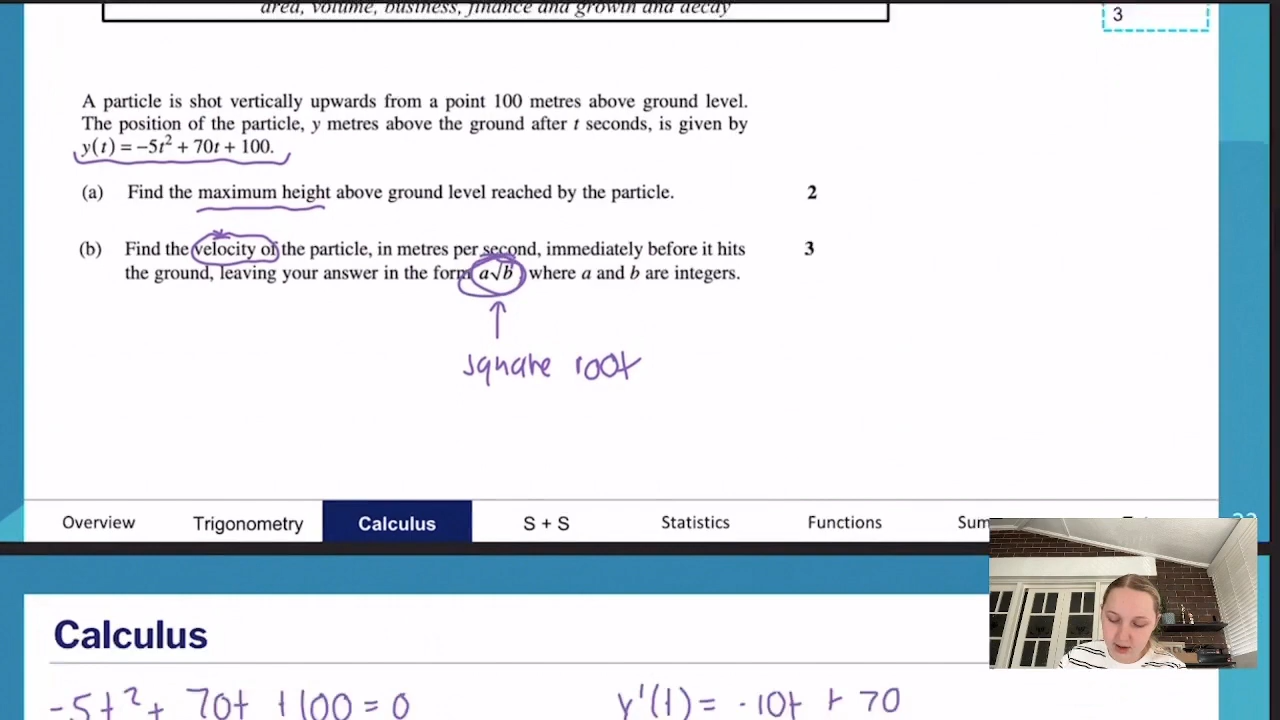 area, volume, business, finance and growth and decay
3
A particle is shot vertically upwards from a point 100 metres above ground level.
The position of the particle, y metres above the ground after t seconds, is given by
y(t) = −5t² + 70t + 100.
(a) Find the maximum height above ground level reached by the particle. 2
(b) Find the velocity of the particle, in metres per second, immediately before it hits 3
the ground, leaving your answer in the form a√b, where a and b are integers.
square root
Overview Trigonometry Calculus S + S Statistics Functions Sum
Calculus
-5t² + 70t + 100 = 0 y'(t) = -10t + 70